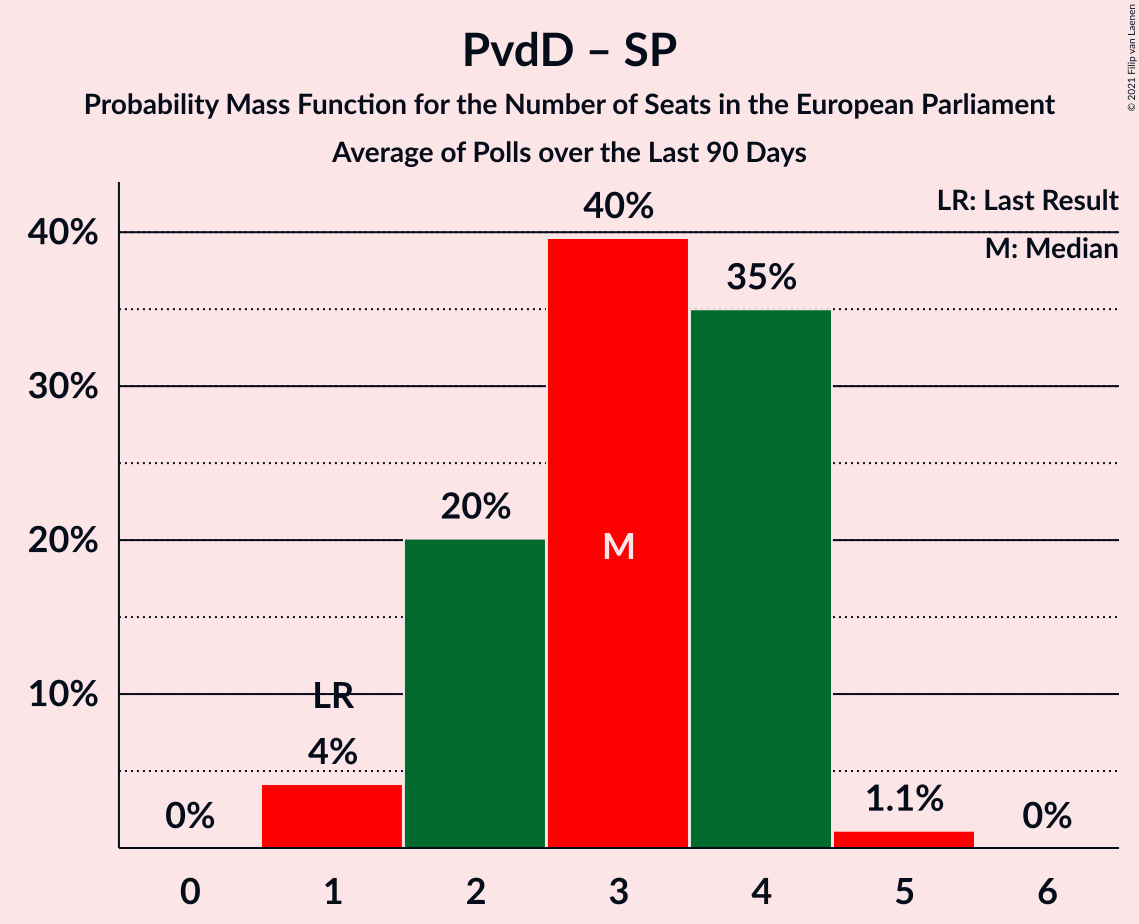 PvdD – SP
Probability Mass Function for the Number of Seats in the European Parliament
Average of Polls over the Last 90 Days
© 2021 Filip van Laenen
LR: Last Result
M: Median
40%
30%
20%
10%
0%
LR
4%
20%
40%
M
35%
1.1%
0%
0 1 2 3 4 5 6